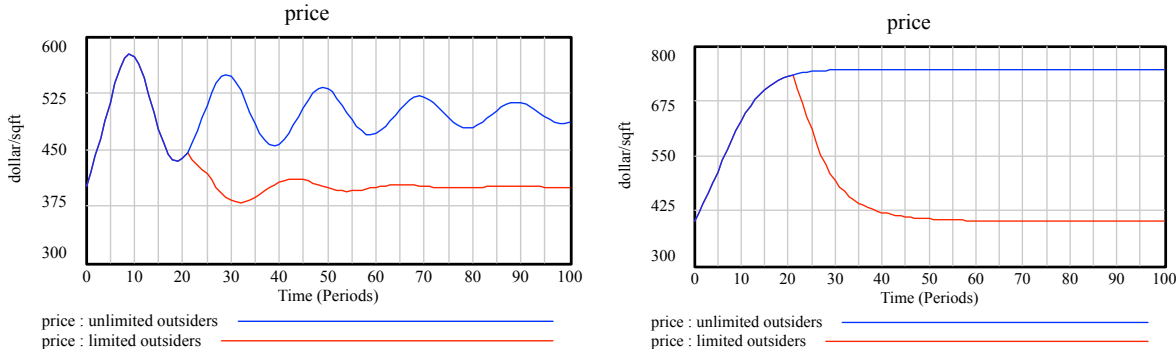 price
600
525
450
375
300
dollar/sqft
0 10 20 30 40 50 60 70 80 90 100
Time (Periods)
price : unlimited outsiders
price : limited outsiders
price
800
675
550
425
300
dollar/sqft
0 10 20 30 40 50 60 70 80 90 100
Time (Periods)
price : unlimited outsiders
price : limited outsiders